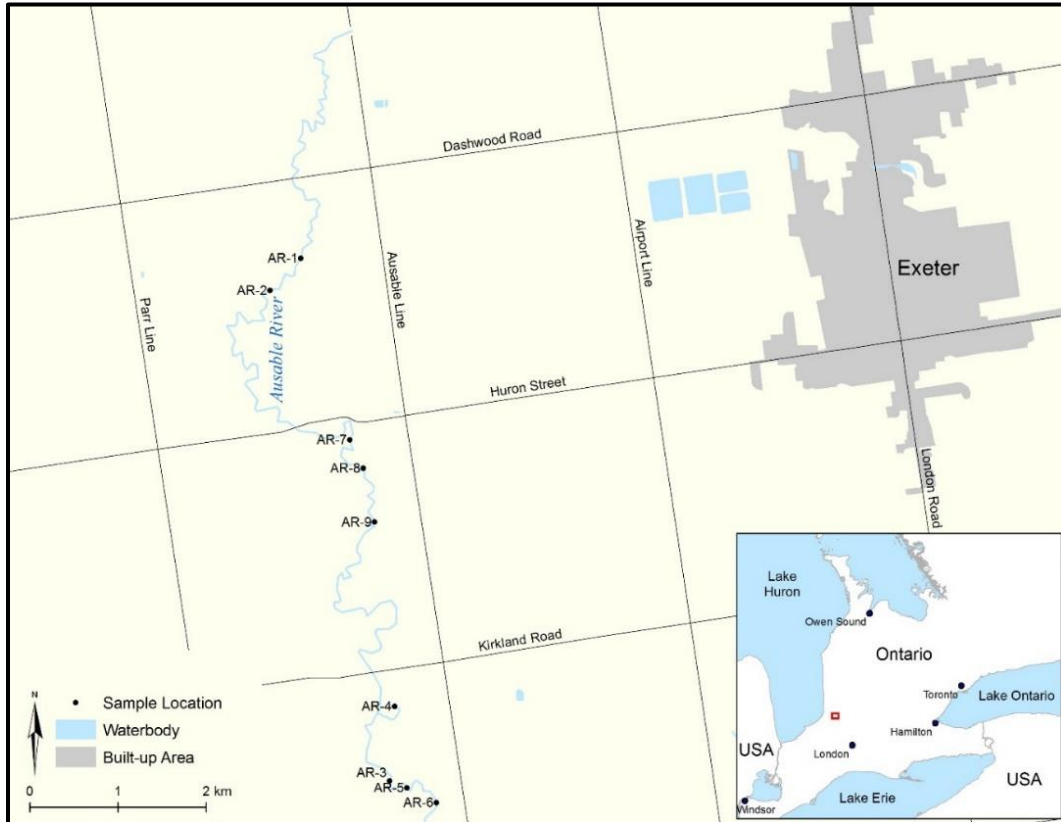 Dashwood Road
AR-1
AR-2
Ausable River
Parr Line
Ausable Line
Airport Line
Exeter
Huron Street
AR-7
AR-8
AR-9
London Road
Kirkland Road
AR-4
AR-3
AR-5
AR-6
N
Sample Location
Waterbody
Built-up Area
0 1 2 km
Lake
Huron
Owen Sound
Ontario
Toronto
Lake Ontario
Hamilton
USA
London
USA
Lake Erie
Windsor